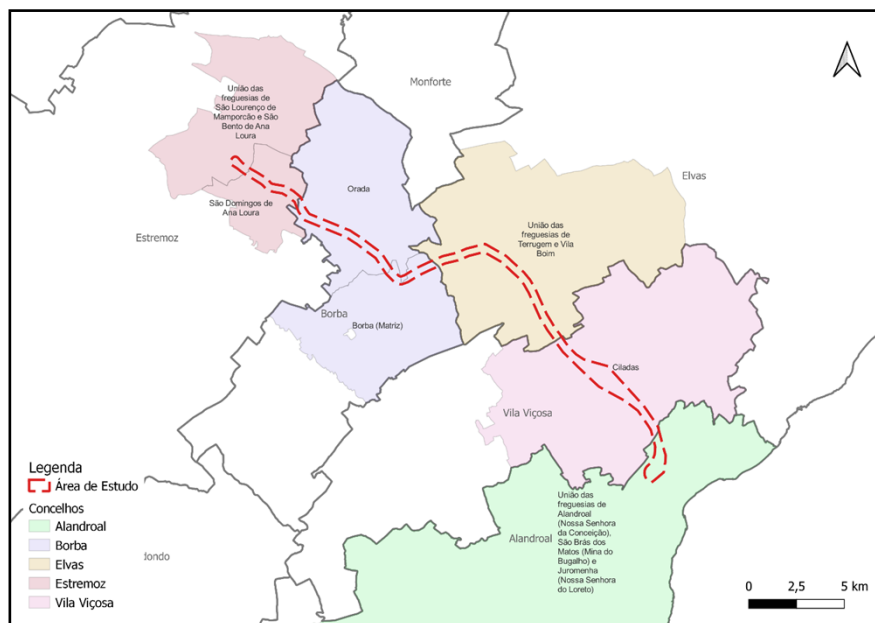 Monforte
União das
freguesias de
São Lourenço de
Mamporcão e São
Bento de Ana
Loura
Orada
Elvas
São Domingos de
Ana Loura
Estremoz
União das
freguesias de
Terrugem e Vila
Boim
Borba
Borba (Matriz)
Ciladas
Vila Viçosa
União das
freguesias de
Alandroal
(Nossa Senhora
da Conceição),
São Brás dos
Matos (Mina do
Bugalho) e
Juromenha
(Nossa Senhora
do Loreto)
Alandroal
Legenda
Área de Estudo
Concelhos
Alandroal
Borba
Elvas
Estremoz
Vila Viçosa
dondo
0 2,5 5 km